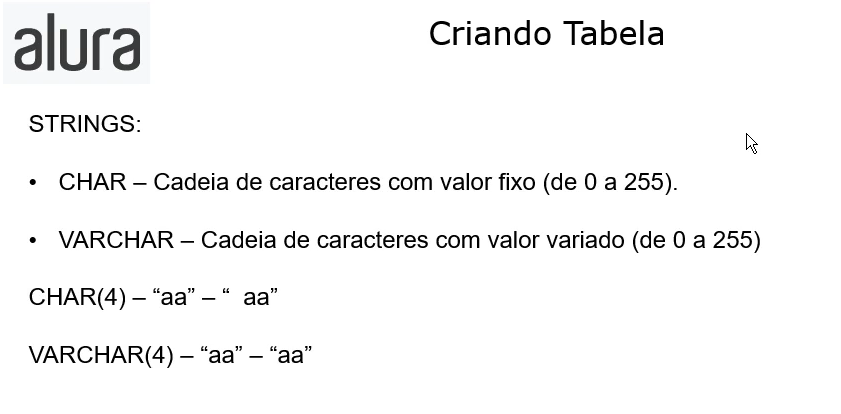 alura
Criando Tabela
STRINGS:
• CHAR – Cadeia de caracteres com valor fixo (de 0 a 255).
• VARCHAR – Cadeia de caracteres com valor variado (de 0 a 255)
CHAR(4) – “aa” – “  aa”
VARCHAR(4) – “aa” – “aa”